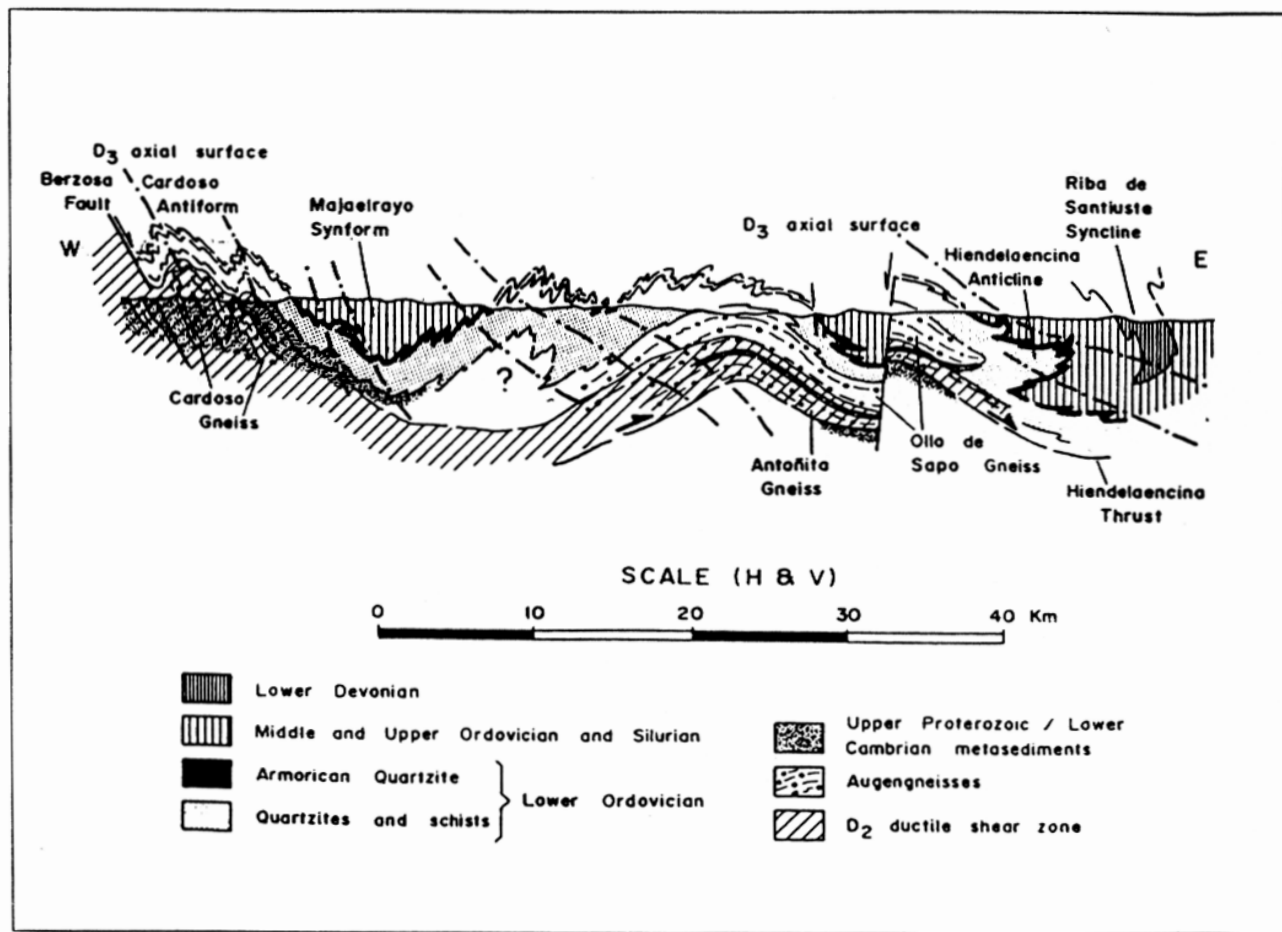 D3 axial surface
Berzosa
Fault
Cardoso
Antiform
W
Majaelrayo
Synform
D3 axial surface
Hiendelaencina
Anticline
Riba de
Santiuste
Syncline
E
?
Cardoso
Gneiss
Antoñita
Gneiss
Ollo de
Sapo Gneiss
Hiendelaencina
Thrust
SCALE (H & V)
0 10 20 30 40 Km
Lower Devonian
Middle and Upper Ordovician and Silurian
Armorican Quartzite
Quartzites and schists
Lower Ordovician
Upper Proterozoic / Lower
Cambrian metasediments
Augengneisses
D2 ductile shear zone